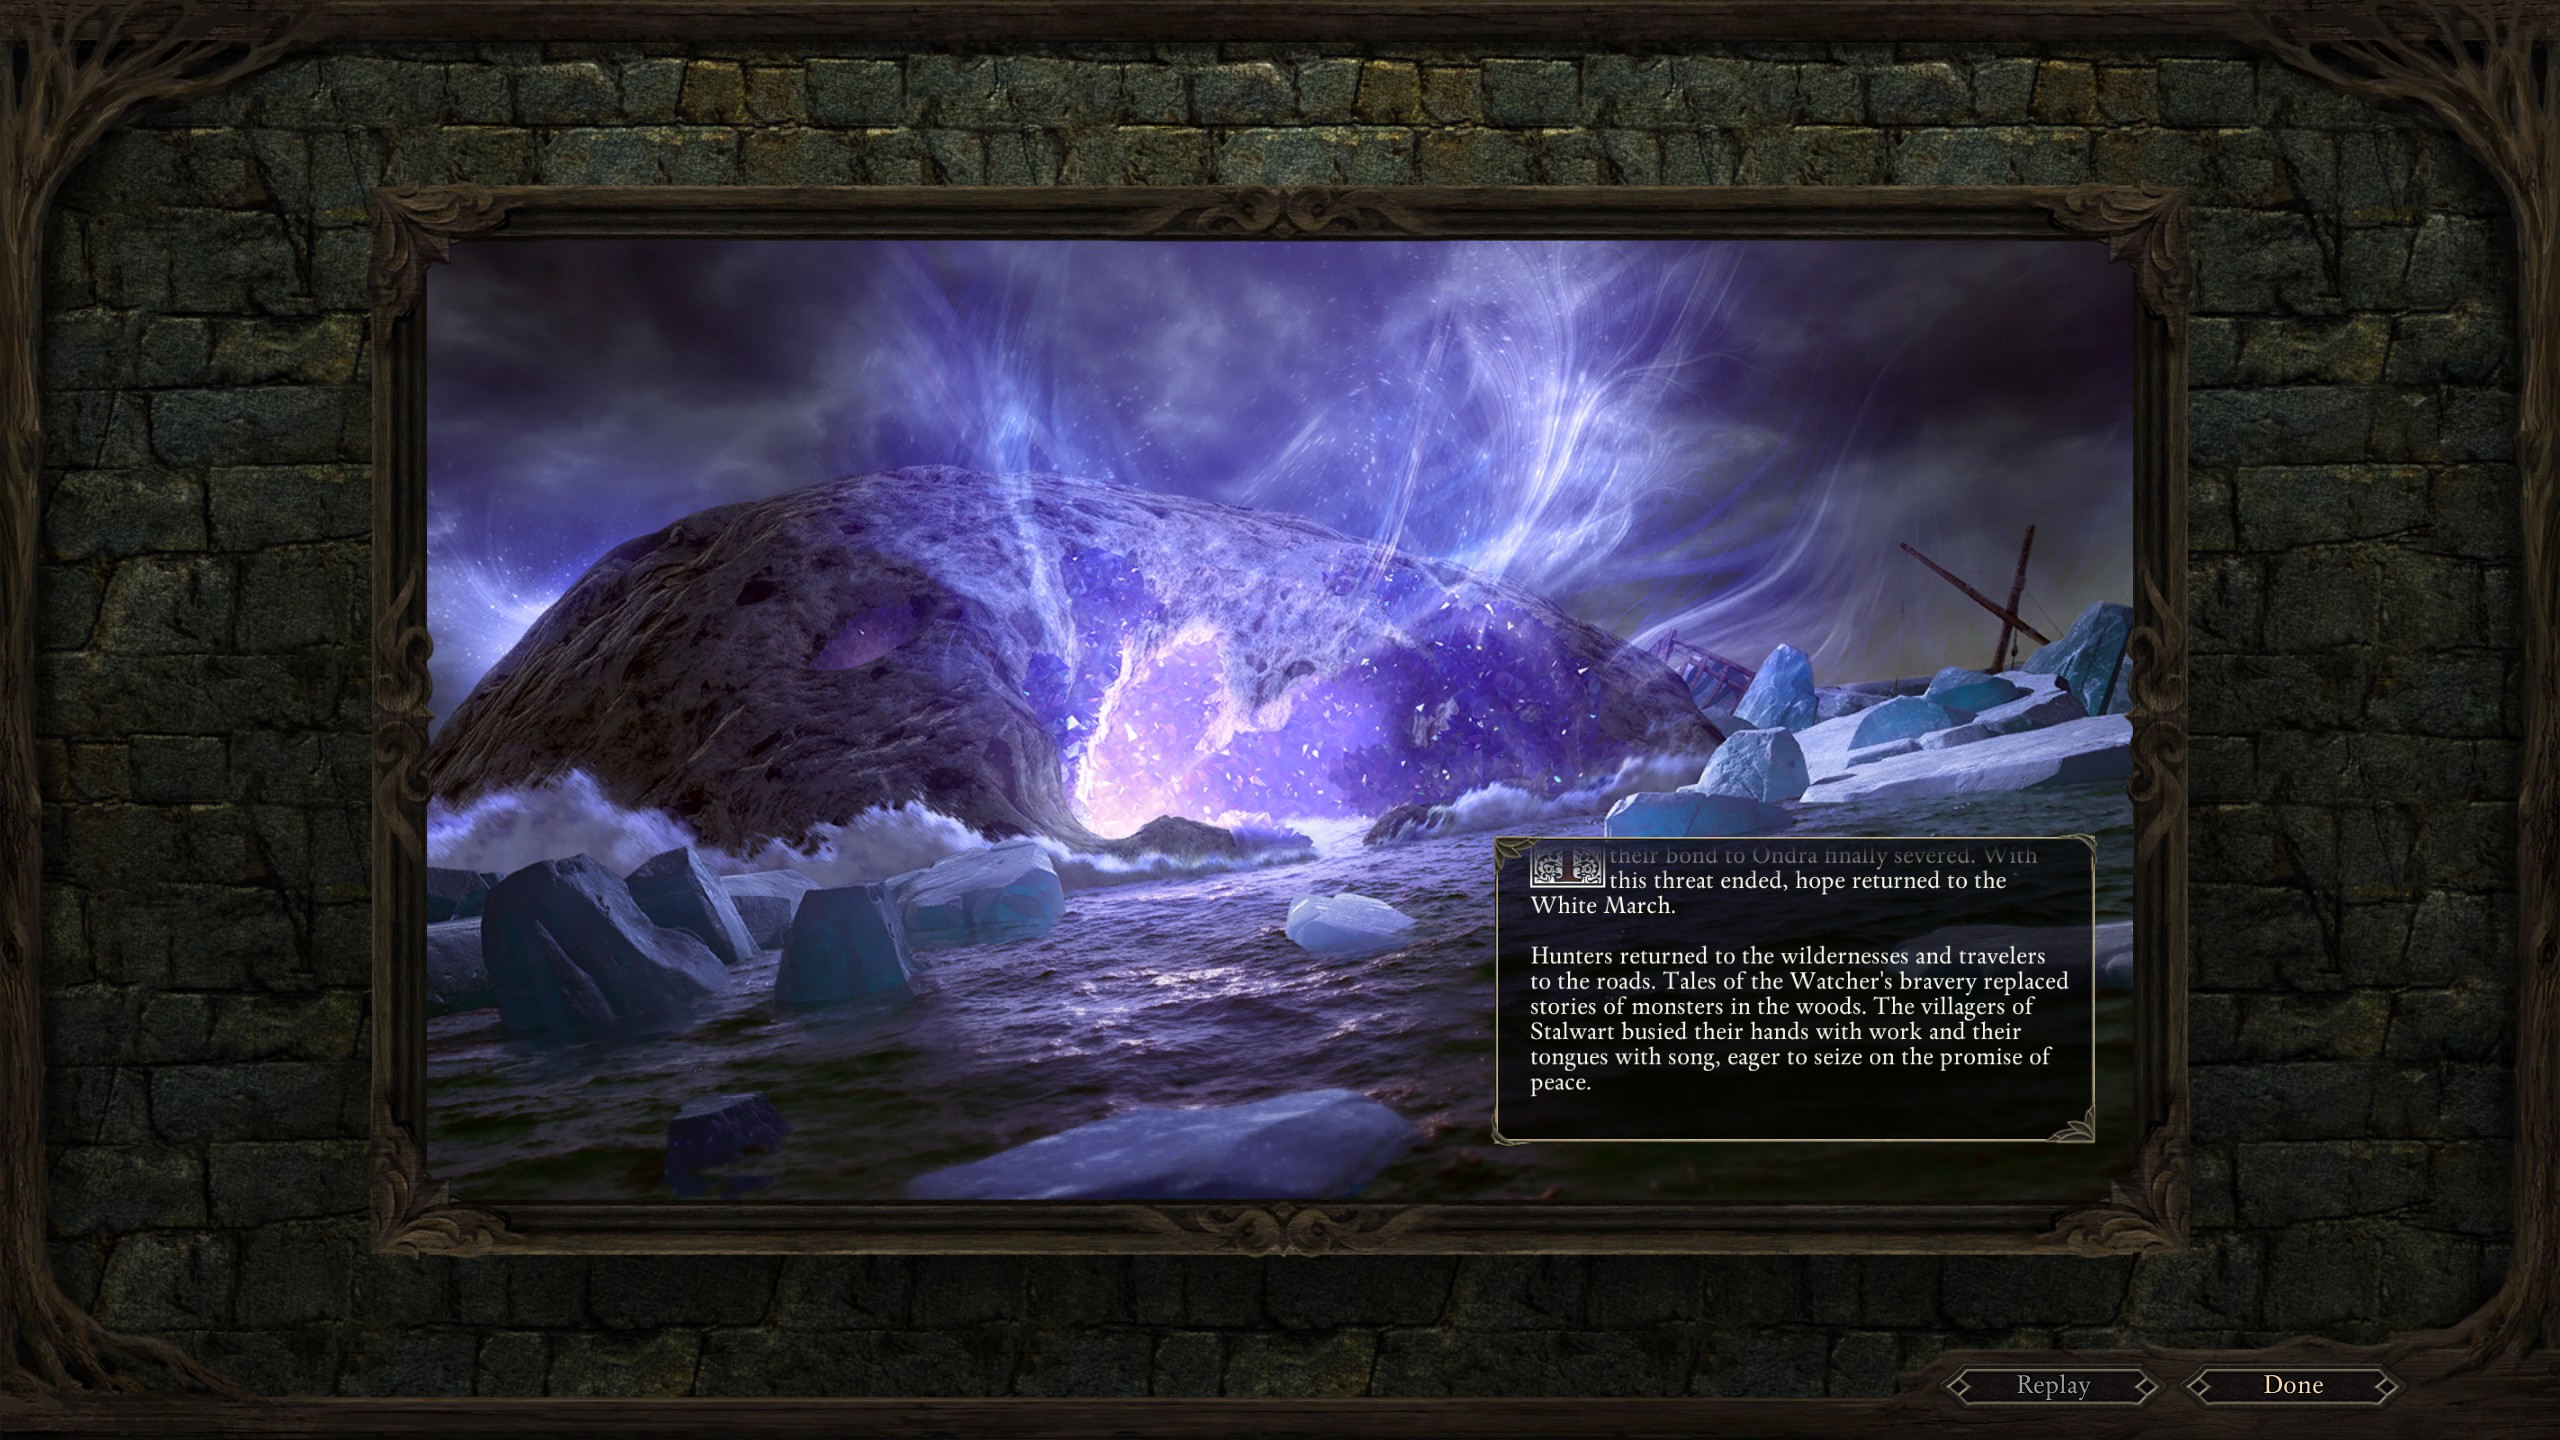 their bond to Ondra finally severed. With
this threat ended, hope returned to the
White March.
Hunters returned to the wildernesses and travelers
to the roads. Tales of the Watcher's bravery replaced
stories of monsters in the woods. The villagers of
Stalwart busied their hands with work and their
tongues with song, eager to seize on the promise of
peace.
Replay
Done